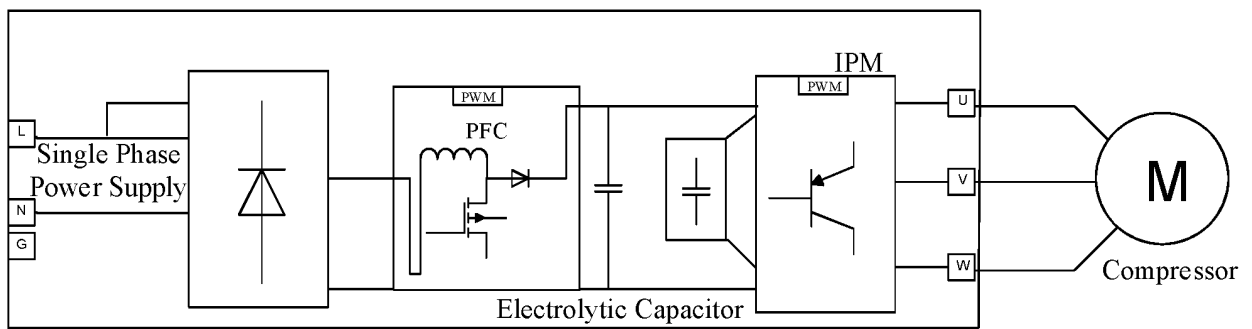 IPM
PWM
PWM
PFC
L
Single Phase
Power Supply
N
G
U
V
W
M
Compressor
Electrolytic Capacitor